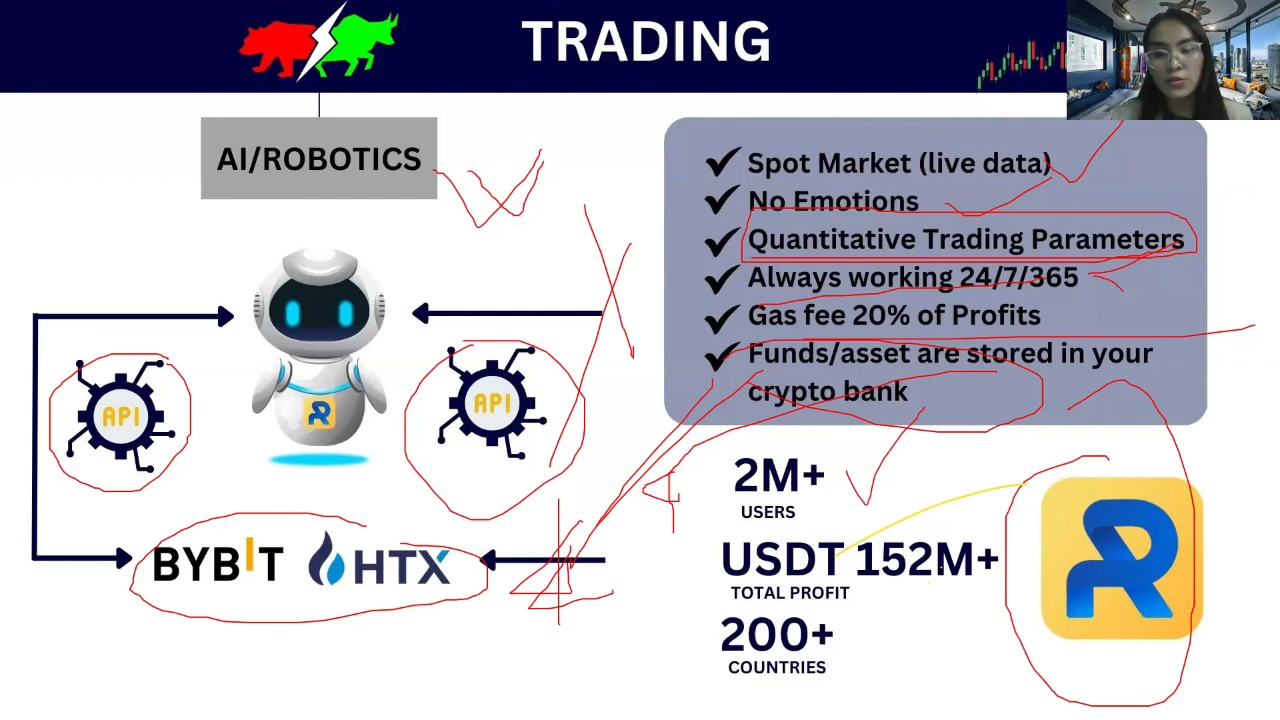 TRADING
AI/ROBOTICS
Spot Market (live data)
No Emotions
Quantitative Trading Parameters
Always working 24/7/365
Gas fee 20% of Profits
Funds/asset are stored in your
crypto bank
API
API
R
BYBIT
HTX
2M+
USERS
USDT 152M+
TOTAL PROFIT
200+
COUNTRIES
R